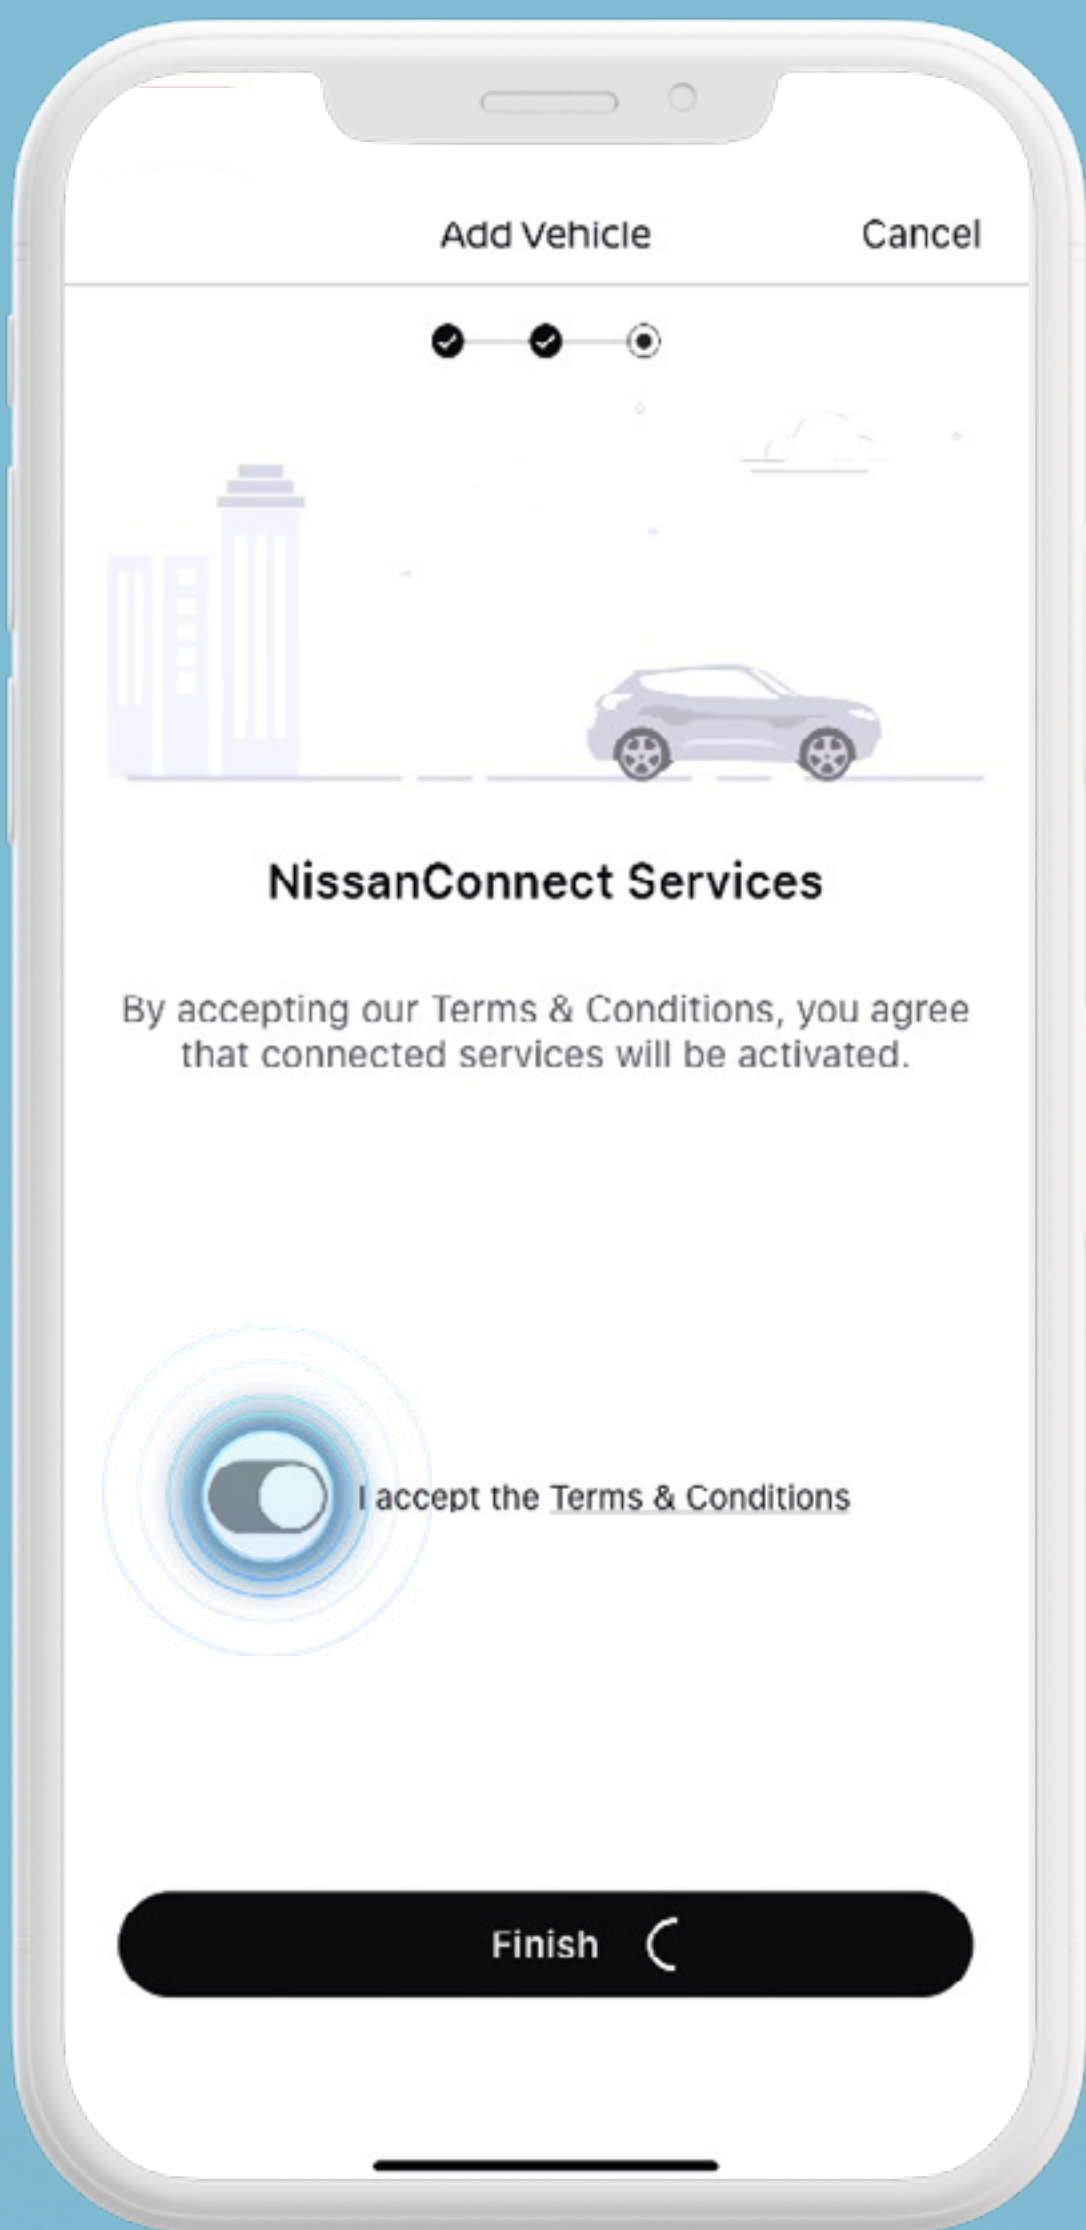 Add Vehicle
Cancel
NissanConnect Services
By accepting our Terms & Conditions, you agree
that connected services will be activated.
I accept the Terms & Conditions
Finish